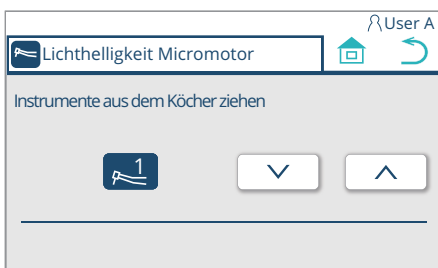 User A
Lichthelligkeit Micromotor
Instrumente aus dem Köcher ziehen
1